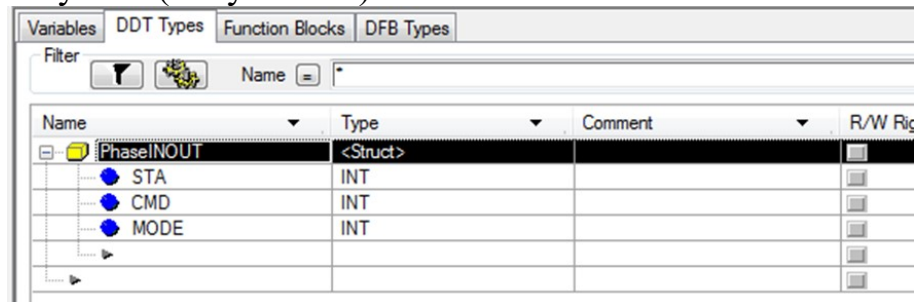 Variables DDT Types Function Blocks DFB Types
Filter
Name = *
Name Type Comment R/W
PhaseINOUT <Struct>
STA INT
CMD INT
MODE INT